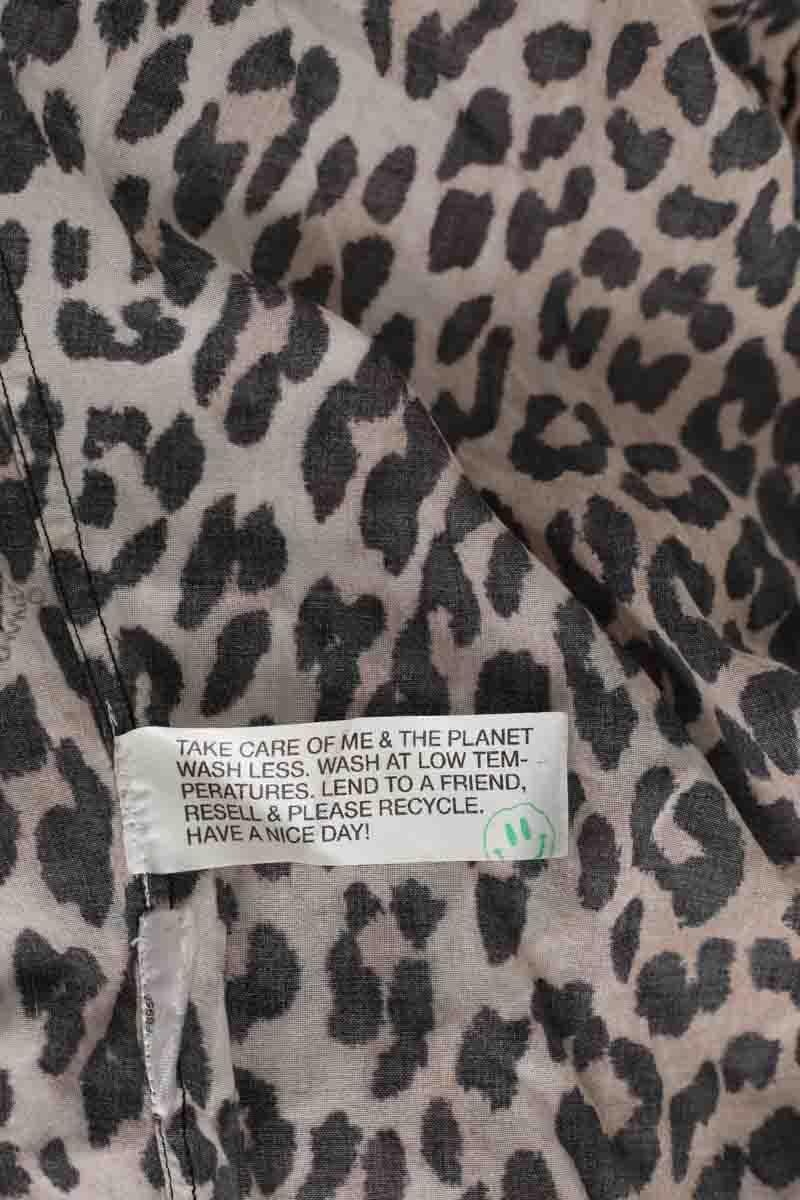 TAKE CARE OF ME & THE PLANET
WASH LESS. WASH AT LOW TEM-
PERATURES. LEND TO A FRIEND,
RESELL & PLEASE RECYCLE.
HAVE A NICE DAY!